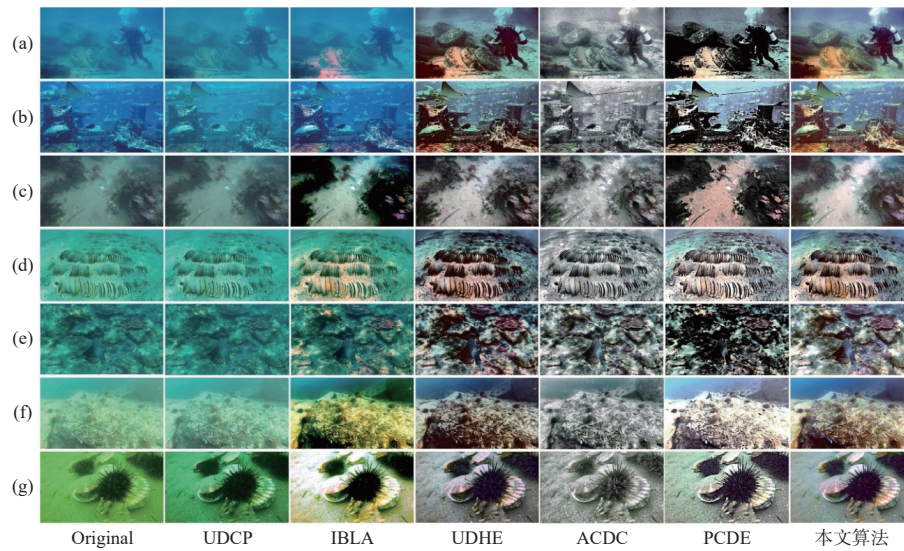 (a)
(b)
(c)
(d)
(e)
(f)
(g)
Original UDCP IBLA UDHE ACDC PCDE 本文算法